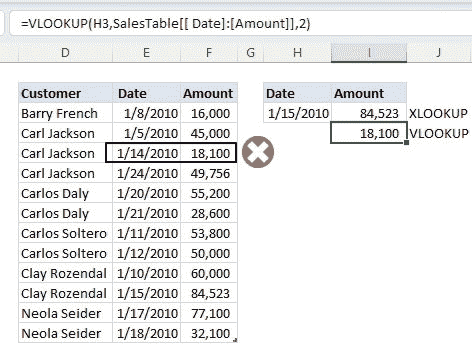 =VLOOKUP(H3,SalesTable[[ Date]:[Amount]],2)
D E F G H I J
Customer Date Amount Date Amount
Barry French 1/8/2010 16,000 1/15/2010 84,523 XLOOKUP
Carl Jackson 1/5/2010 45,000 18,100 VLOOKUP
Carl Jackson 1/14/2010 18,100
Carl Jackson 1/24/2010 49,756
Carlos Daly 1/20/2010 55,200
Carlos Daly 1/21/2010 28,600
Carlos Soltero 1/11/2010 53,800
Carlos Soltero 1/12/2010 50,000
Clay Rozendal 1/10/2010 60,000
Clay Rozendal 1/15/2010 84,523
Neola Seider 1/17/2010 77,100
Neola Seider 1/18/2010 32,100